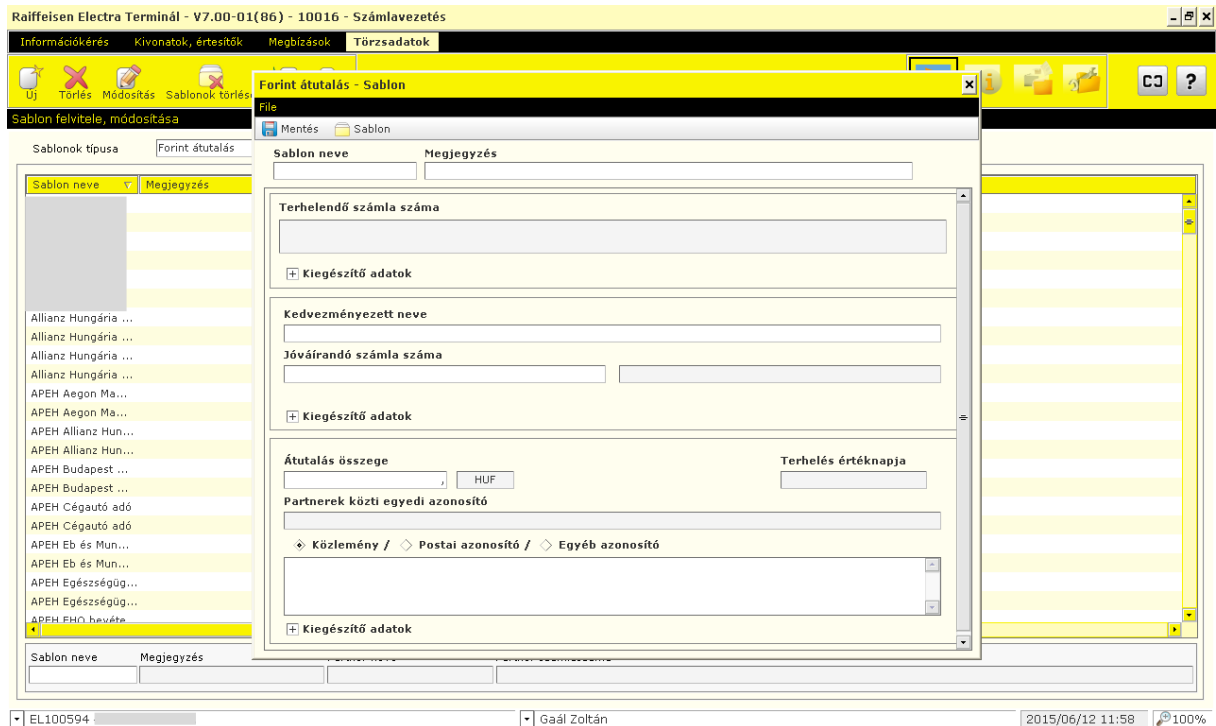 Raiffeisen Electra Terminál - V7.00-01(86) - 10016 - Számlavezetés
Információkérés Kivonatok, értesítők Megbízások Törzsadatok
Új Törlés Módosítás Sablonok törlés
Sablon felvitele, módosítása
Sablonok típusa Forint átutalás
Sablon neve Megjegyzés
Allianz Hungária ...
Allianz Hungária ...
Allianz Hungária ...
Allianz Hungária ...
APEH Aegon Ma...
APEH Aegon Ma...
APEH Allianz Hun...
APEH Allianz Hun...
APEH Budapest ...
APEH Budapest ...
APEH Cégautó adó
APEH Cégautó adó
APEH Eb és Mun...
APEH Eb és Mun...
APEH Egészségüg...
APEH Egészségüg...
APEH EHO bevéte
Forint átutalás - Sablon
File
Mentés Sablon
Sablon neve Megjegyzés
Terhelendő számla száma
+ Kiegészítő adatok
Kedvezményezett neve
Jóváírandó számla száma
+ Kiegészítő adatok
Átutalás összege Terhelés értéknapja
, HUF
Partnerek közti egyedi azonosító
Közlemény / Postai azonosító / Egyéb azonosító
+ Kiegészítő adatok
Sablon neve Megjegyzés
EL100594 - Gaál Zoltán 2015/06/12 11:58 100%